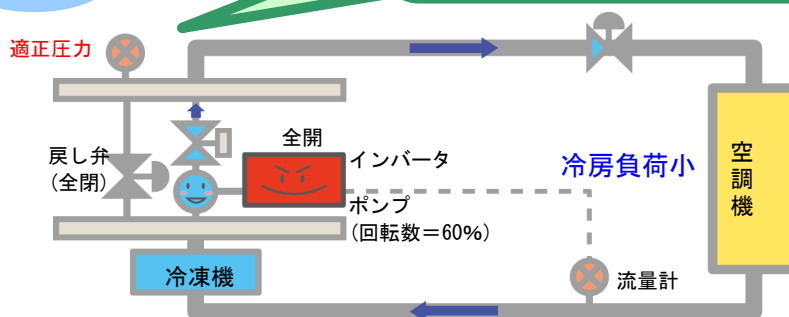 適正圧力
全開
戻し弁
(全閉)
インバータ
ポンプ
(回転数=60%)
冷房負荷小
空調機
冷凍機
流量計